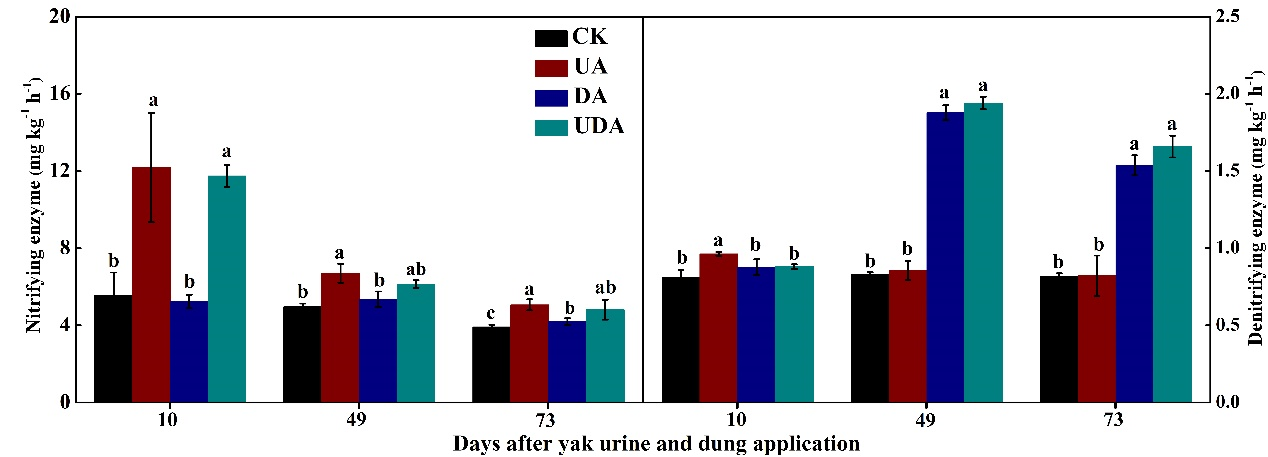 20
16
12
8
4
0
Nitrifying enzyme (mg kg⁻¹ h⁻¹)
CK
UA
DA
UDA
b a b a
b a b ab
c a b ab
b a b b
b b a a
b b a a
10 49 73 10 49 73
Days after yak urine and dung application
2.5
2.0
1.5
1.0
0.5
0.0
Denitrifying enzyme (mg kg⁻¹ h⁻¹)